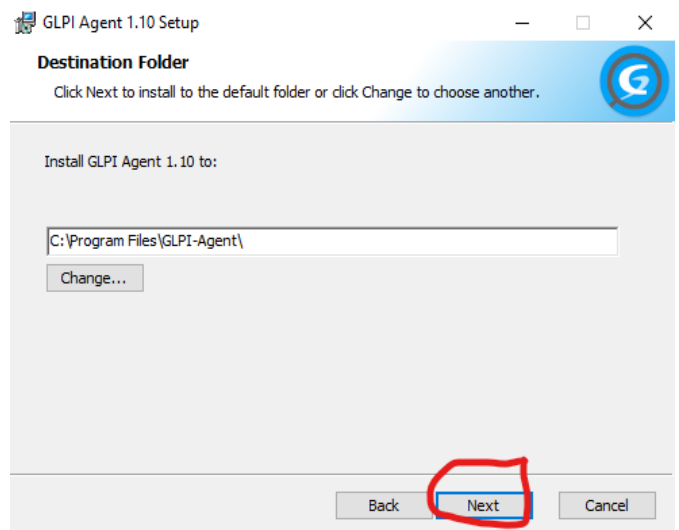 GLPI Agent 1.10 Setup
Destination Folder
Click Next to install to the default folder or click Change to choose another.
Install GLPI Agent 1.10 to:
C:\Program Files\GLPI-Agent\
Change...
Back Next Cancel